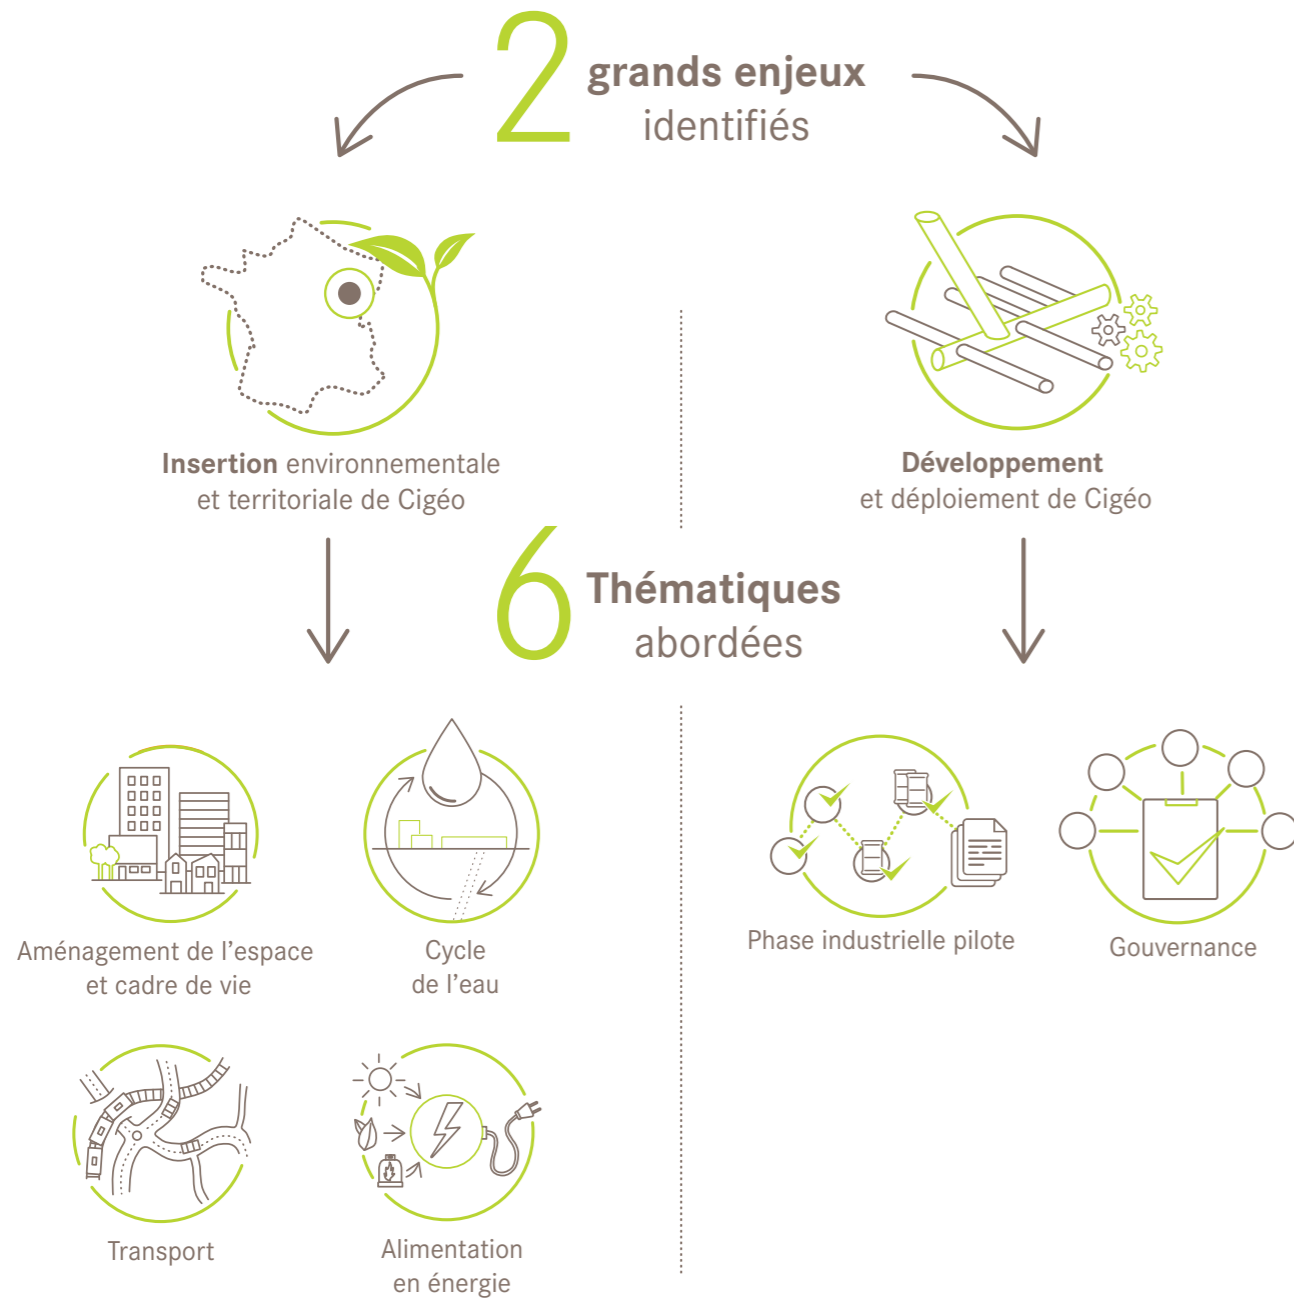 2 grands enjeux
identifiés
Insertion environnementale
et territoriale de Cigéo
Développement
et déploiement de Cigéo
6 Thématiques
abordées
Aménagement de l’espace
et cadre de vie
Cycle
de l’eau
Phase industrielle pilote
Gouvernance
Transport
Alimentation
en énergie